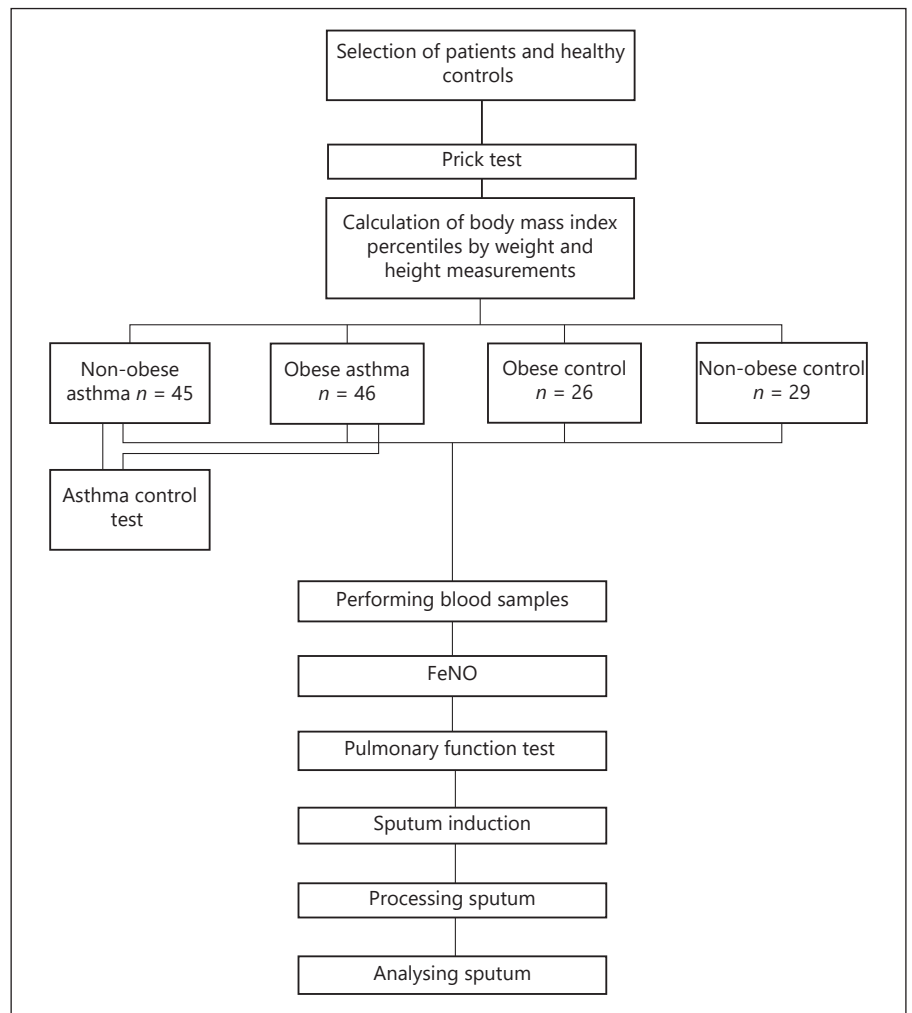 Selection of patients and healthy
controls
Prick test
Calculation of body mass index
percentiles by weight and
height measurements
Non-obese
asthma n = 45
Obese asthma
n = 46
Obese control
n = 26
Non-obese control
n = 29
Asthma control
test
Performing blood samples
FeNO
Pulmonary function test
Sputum induction
Processing sputum
Analysing sputum